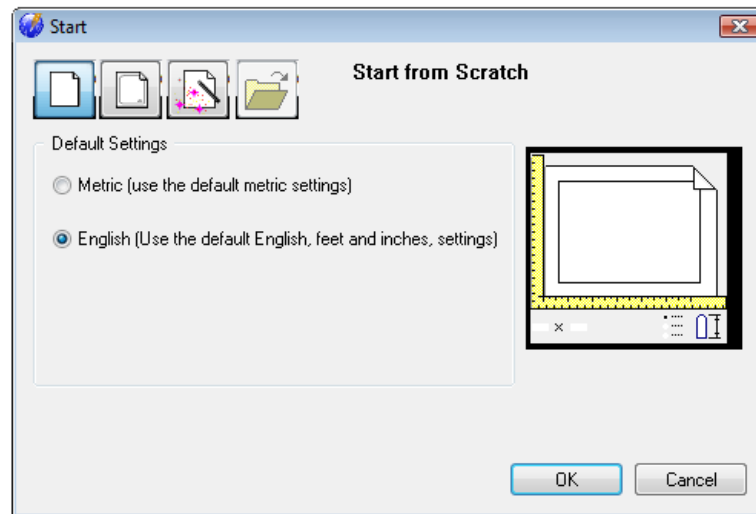 Start
Start from Scratch
Default Settings
Metric (use the default metric settings)
English (Use the default English, feet and inches, settings)
OK
Cancel